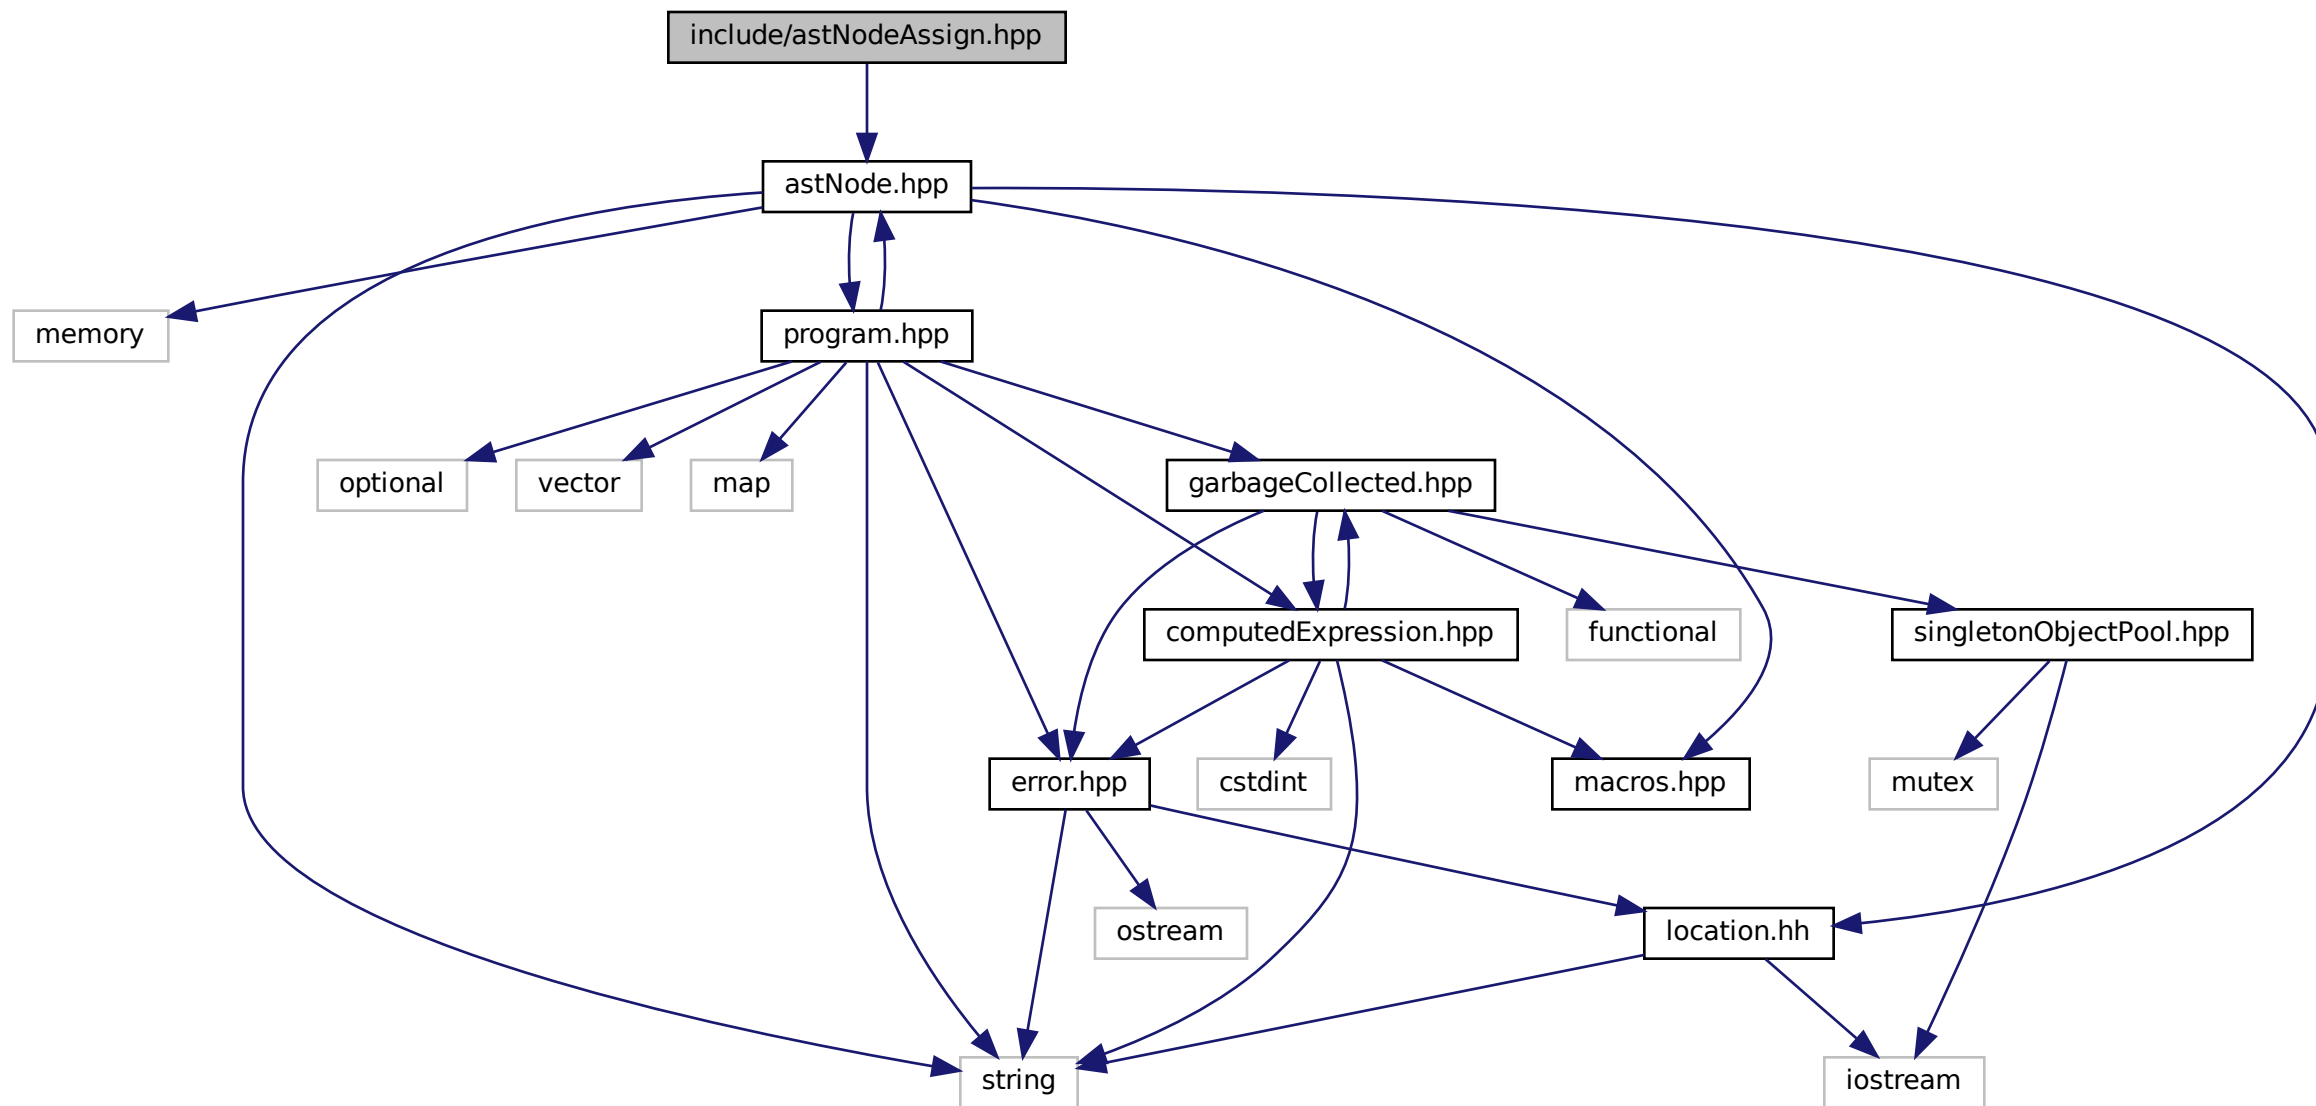 include/astNodeAssign.hpp
astNode.hpp
memory
program.hpp
optional
vector
map
garbageCollected.hpp
computedExpression.hpp
functional
singletonObjectPool.hpp
error.hpp
cstdint
macros.hpp
mutex
ostream
location.hh
string
iostream